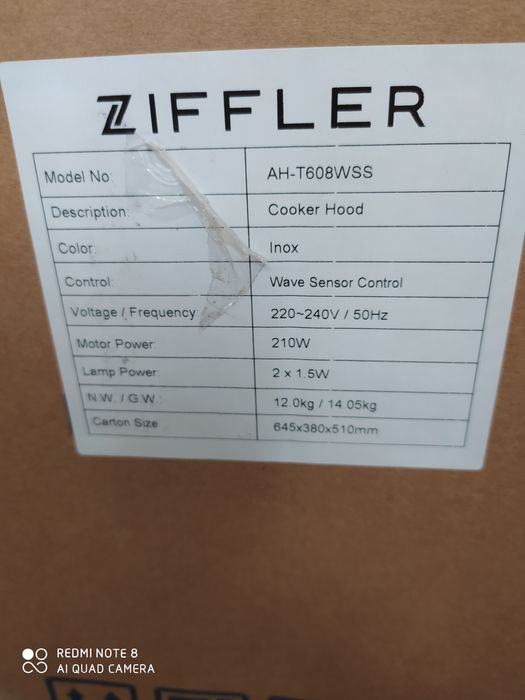 ZIFFLER
Model No: AH-T608WSS
Description: Cooker Hood
Color: Inox
Control: Wave Sensor Control
Voltage / Frequency: 220~240V / 50Hz
Motor Power: 210W
Lamp Power: 2 x 1.5W
N.W. / G.W.: 12.0kg / 14.05kg
Carton Size 645x380x510mm
REDMI NOTE 8
AI QUAD CAMERA